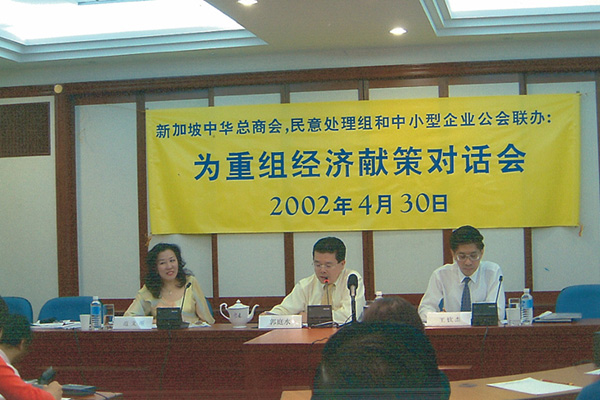 新加坡中华总商会,民意处理组和中小型企业公会联办:
为重组经济献策对话会
2002年4月30日